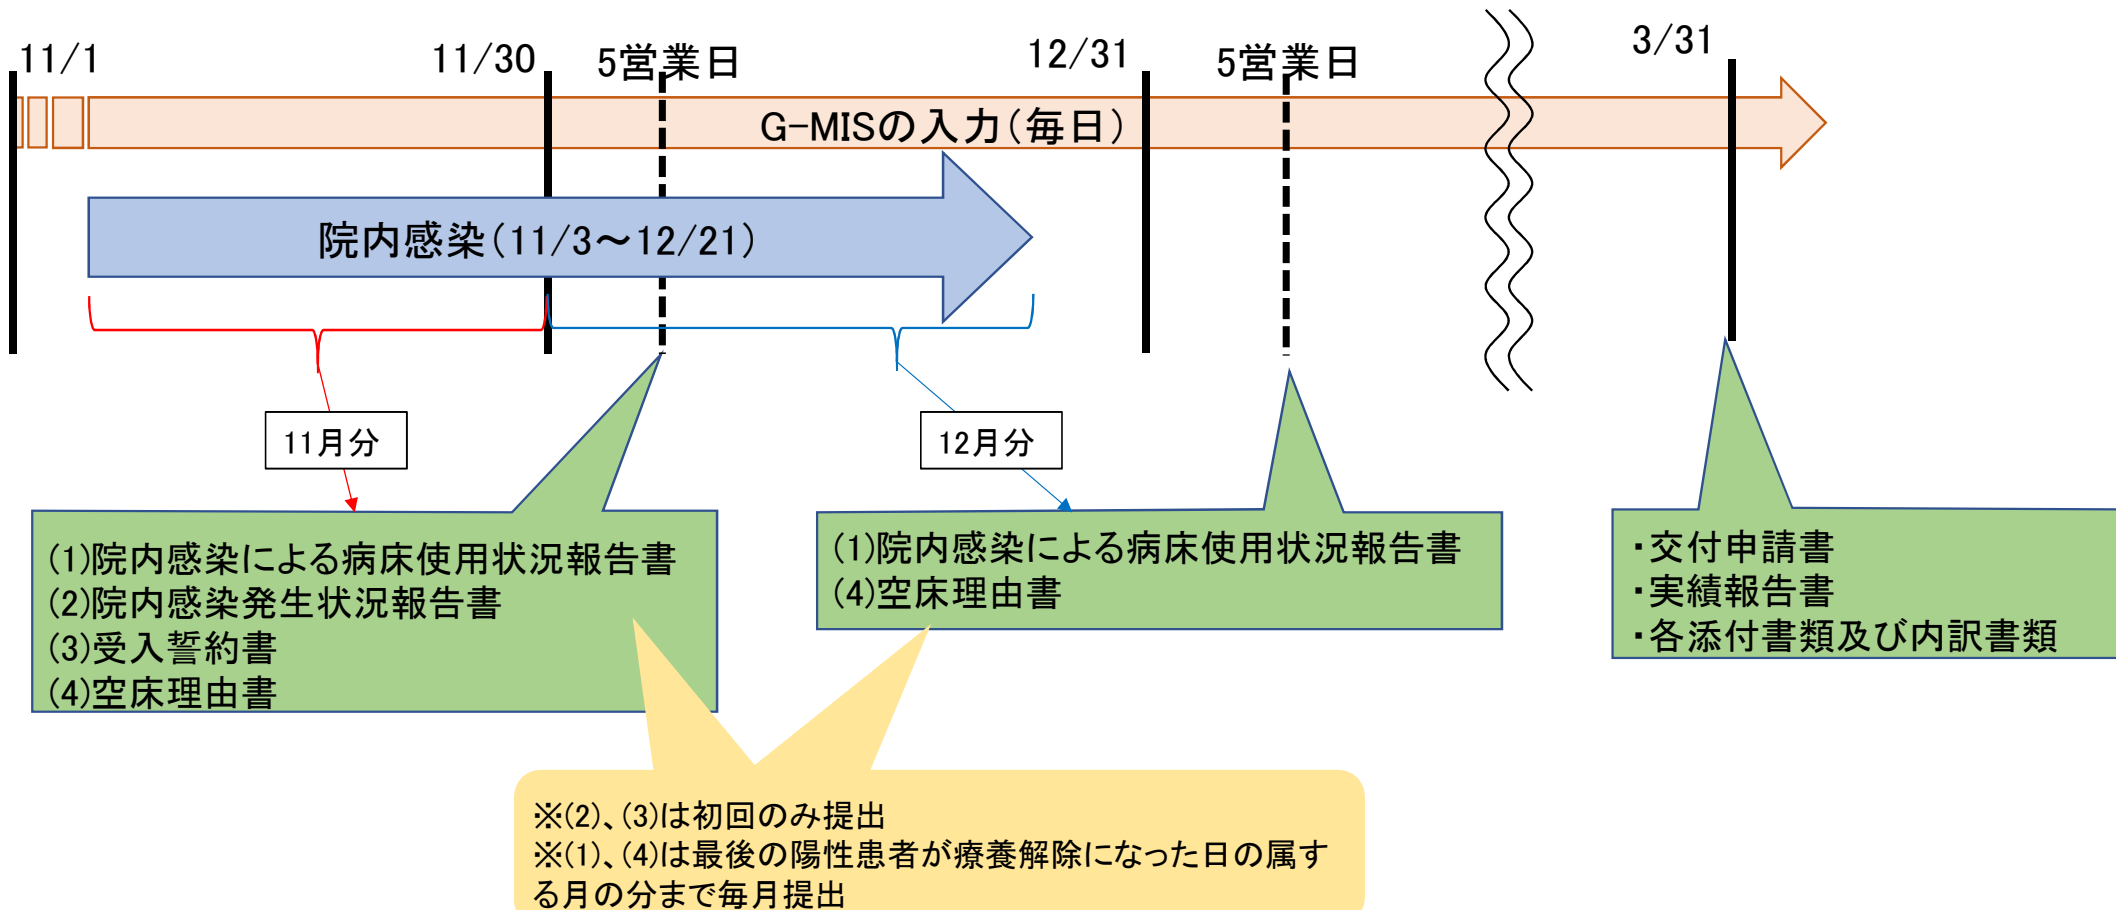 11/1
11/30
5営業日
12/31
5営業日
3/31
G-MISの入力(毎日)
院内感染(11/3～12/21)
11月分
12月分
(1)院内感染による病床使用状況報告書
(2)院内感染発生状況報告書
(3)受入誓約書
(4)空床理由書
(1)院内感染による病床使用状況報告書
(4)空床理由書
・交付申請書
・実績報告書
・各添付書類及び内訳書類
※(2)、(3)は初回のみ提出
※(1)、(4)は最後の陽性患者が療養解除になった日の属す
る月の分まで毎月提出